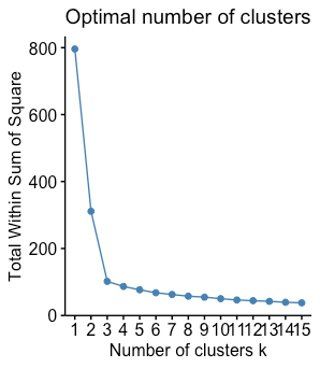 Optimal number of clusters
Total Within Sum of Square
800
600
400
200
0
1 2 3 4 5 6 7 8 9 10 11 12 13 14 15
Number of clusters k